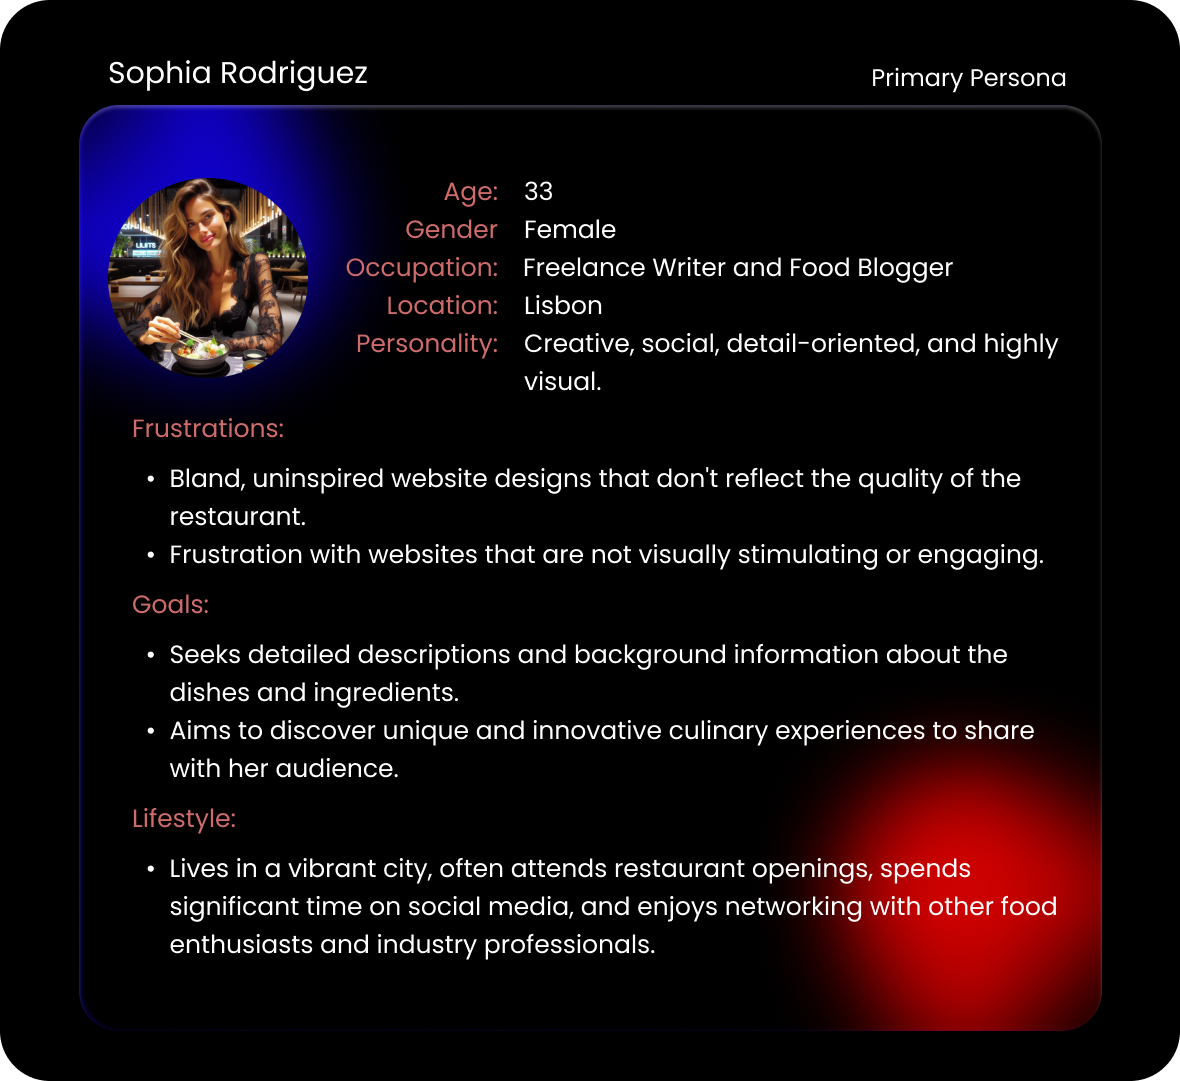 Sophia Rodriguez
Primary Persona
Age: 33
Gender Female
Occupation: Freelance Writer and Food Blogger
Location: Lisbon
Personality: Creative, social, detail-oriented, and highly
visual.
Frustrations:
• Bland, uninspired website designs that don't reflect the quality of the
restaurant.
• Frustration with websites that are not visually stimulating or engaging.
Goals:
• Seeks detailed descriptions and background information about the
dishes and ingredients.
• Aims to discover unique and innovative culinary experiences to share
with her audience.
Lifestyle:
• Lives in a vibrant city, often attends restaurant openings, spends
significant time on social media, and enjoys networking with other food
enthusiasts and industry professionals.